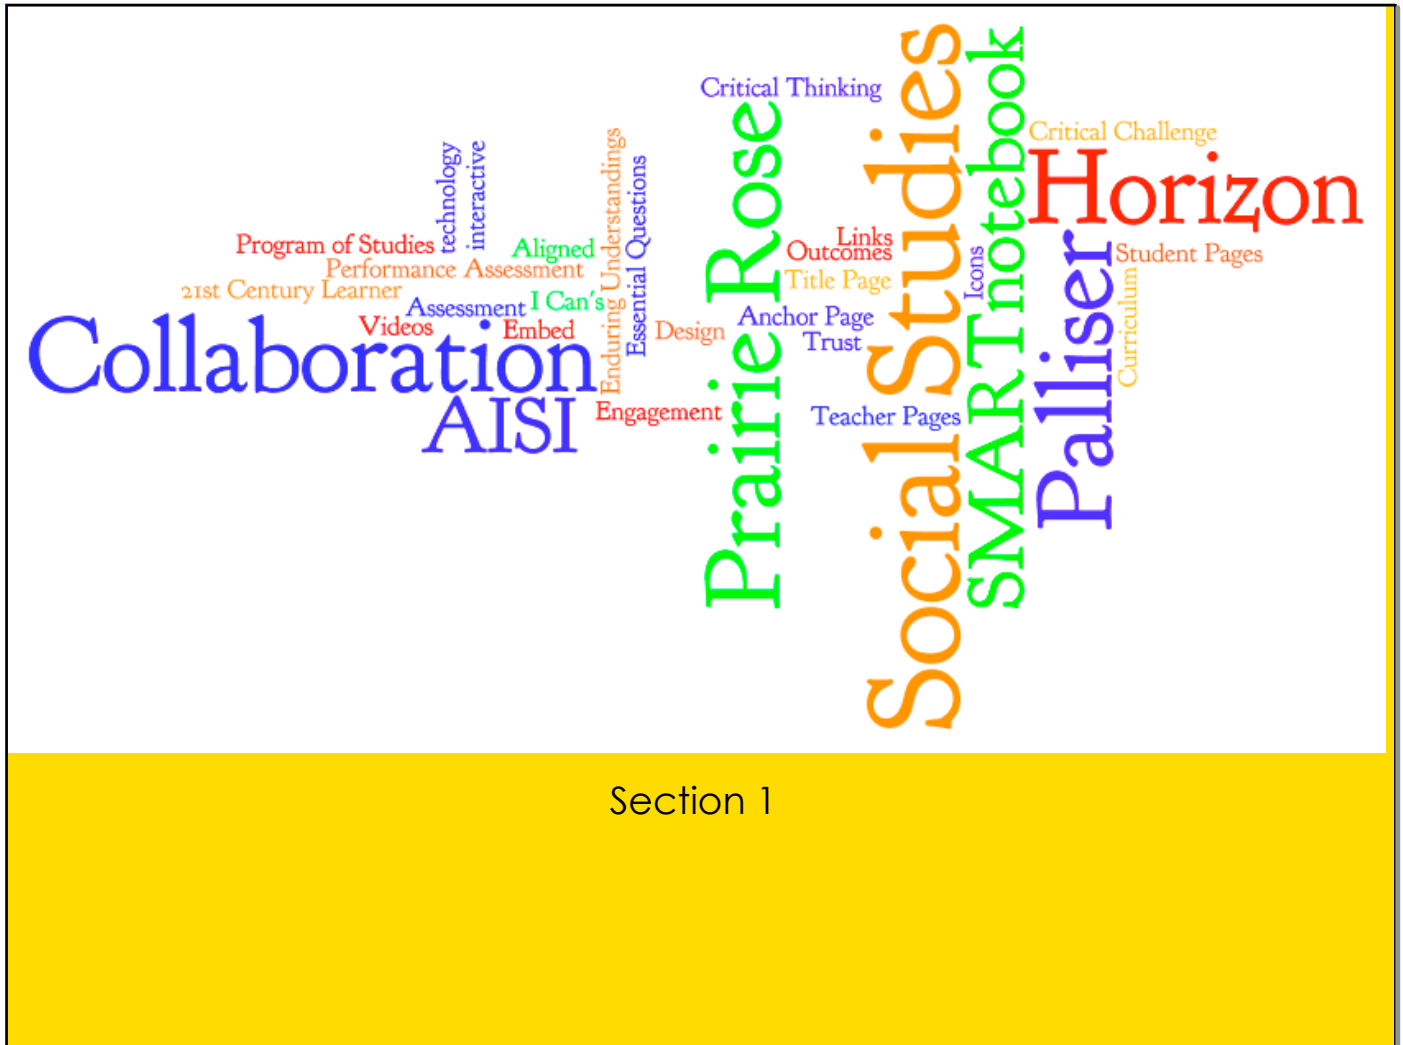 Critical Thinking
Social Studies
SMARTnotebook
Prairie Rose
Critical Challenge
Horizon
technology
interactive
Enduring Understandings
Essential Questions
Program of Studies
Aligned
Links
Outcomes
Icons
Palliser
Student Pages
Performance Assessment
Title Page
Curriculum
21st Century Learner
Assessment
I Can's
Videos
Embed
Design
Anchor Page
Trust
Collaboration
AISI
Engagement
Teacher Pages
Section 1